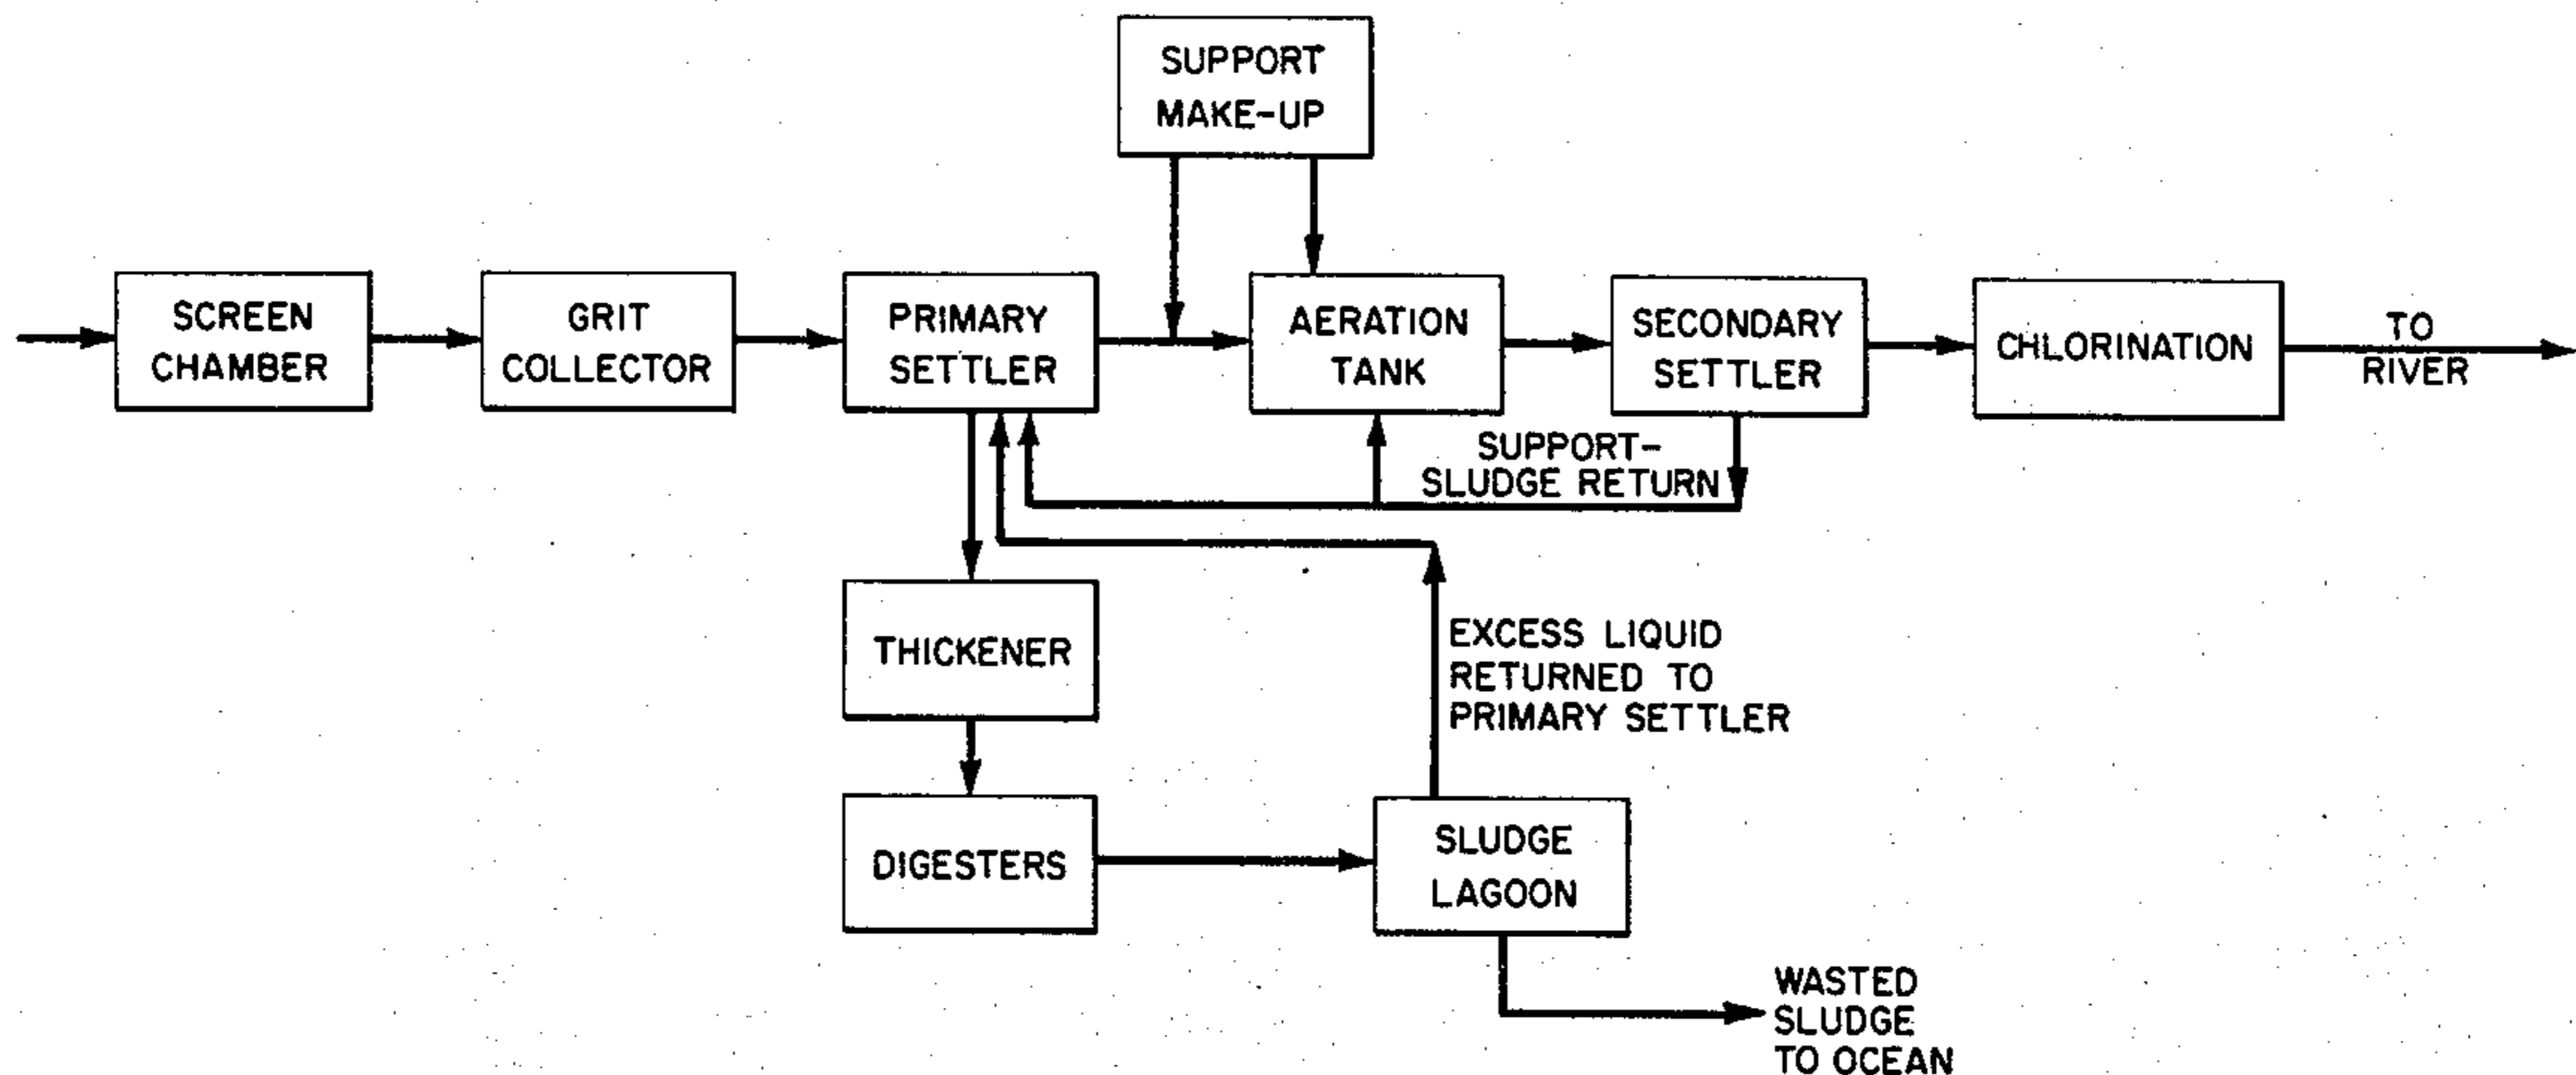 SUPPORT
MAKE-UP
SCREEN
CHAMBER
GRIT
COLLECTOR
PRIMARY
SETTLER
AERATION
TANK
SECONDARY
SETTLER
CHLORINATION
TO
RIVER
SUPPORT-
SLUDGE RETURN
THICKENER
EXCESS LIQUID
RETURNED TO
PRIMARY SETTLER
DIGESTERS
SLUDGE
LAGOON
WASTED
SLUDGE
TO OCEAN